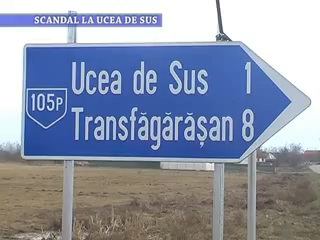 SCANDAL LA UCEA DE SUS
Ucea de Sus 1
105P
Transfăgărășan 8